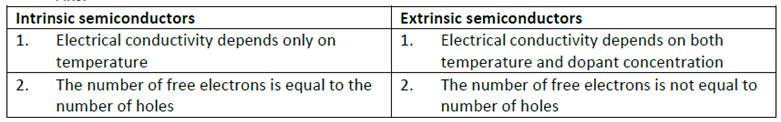 Intrinsic semiconductors
1. Electrical conductivity depends only on
temperature
2. The number of free electrons is equal to the
number of holes
Extrinsic semiconductors
1. Electrical conductivity depends on both
temperature and dopant concentration
2. The number of free electrons is not equal to
number of holes